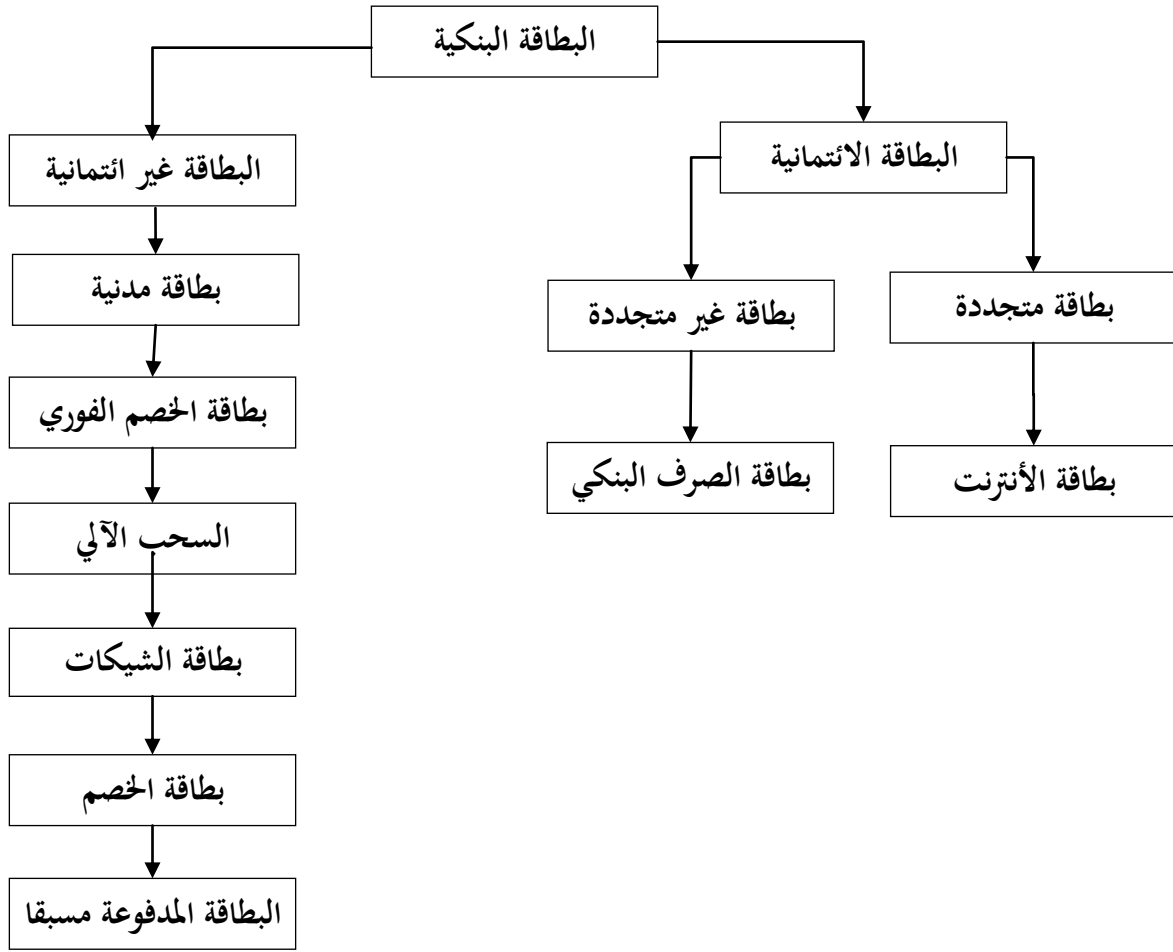 البطاقة البنكية
البطاقة الائتمانية
البطاقة غير ائتمانية
بطاقة متجددة
بطاقة غير متجددة
بطاقة مدنية
بطاقة الأنترنت
بطاقة الصرف البنكي
بطاقة الخصم الفوري
السحب الآلي
بطاقة الشيكات
بطاقة الخصم
البطاقة المدفوعة مسبقا